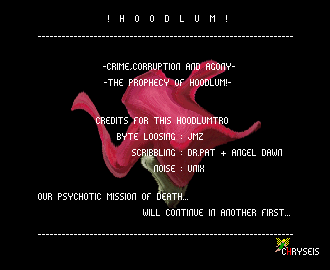 ! H O O D L U M !
-CRIME,CORRUPTION AND AGONY-
-THE PROPHECY OF HOODLUM!-
CREDITS FOR THIS HOODLUMTRO
BYTE LOOSING : JMZ
SCRIBBLING : DR.PAT + ANGEL DAWN
NOISE : UNIX
OUR PSYCHOTIC MISSION OF DEATH...
WILL CONTINUE IN ANOTHER FIRST...
CHRYSEIS